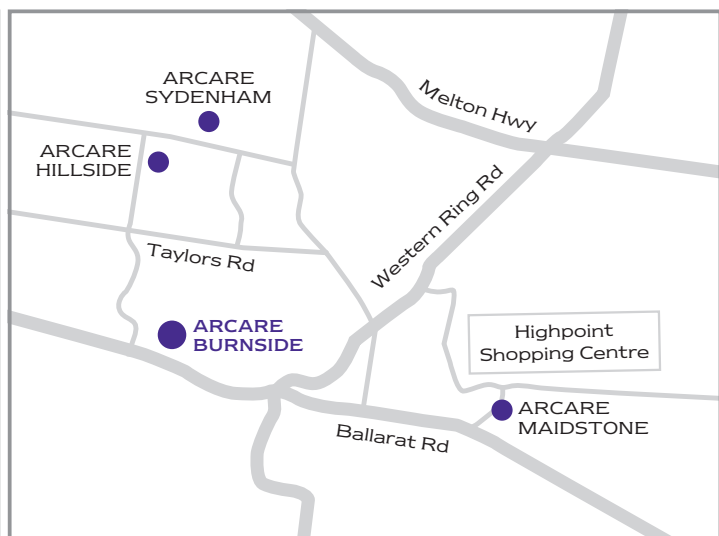 ARCARE
SYDENHAM
Melton Hwy
ARCARE
HILLSIDE
Western Ring Rd
Taylors Rd
ARCARE
BURNSIDE
Highpoint
Shopping Centre
ARCARE
MAIDSTONE
Ballarat Rd